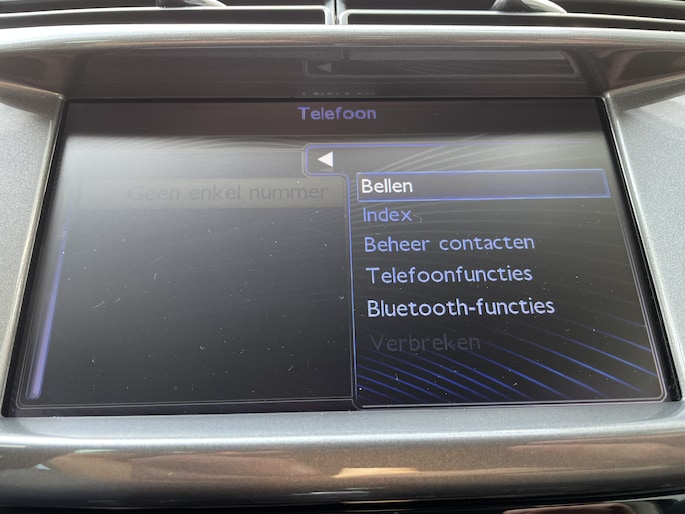 Telefoon
Geen enkel nummer
Bellen
Index
Beheer contacten
Telefoonfuncties
Bluetooth-functies
Verbreken